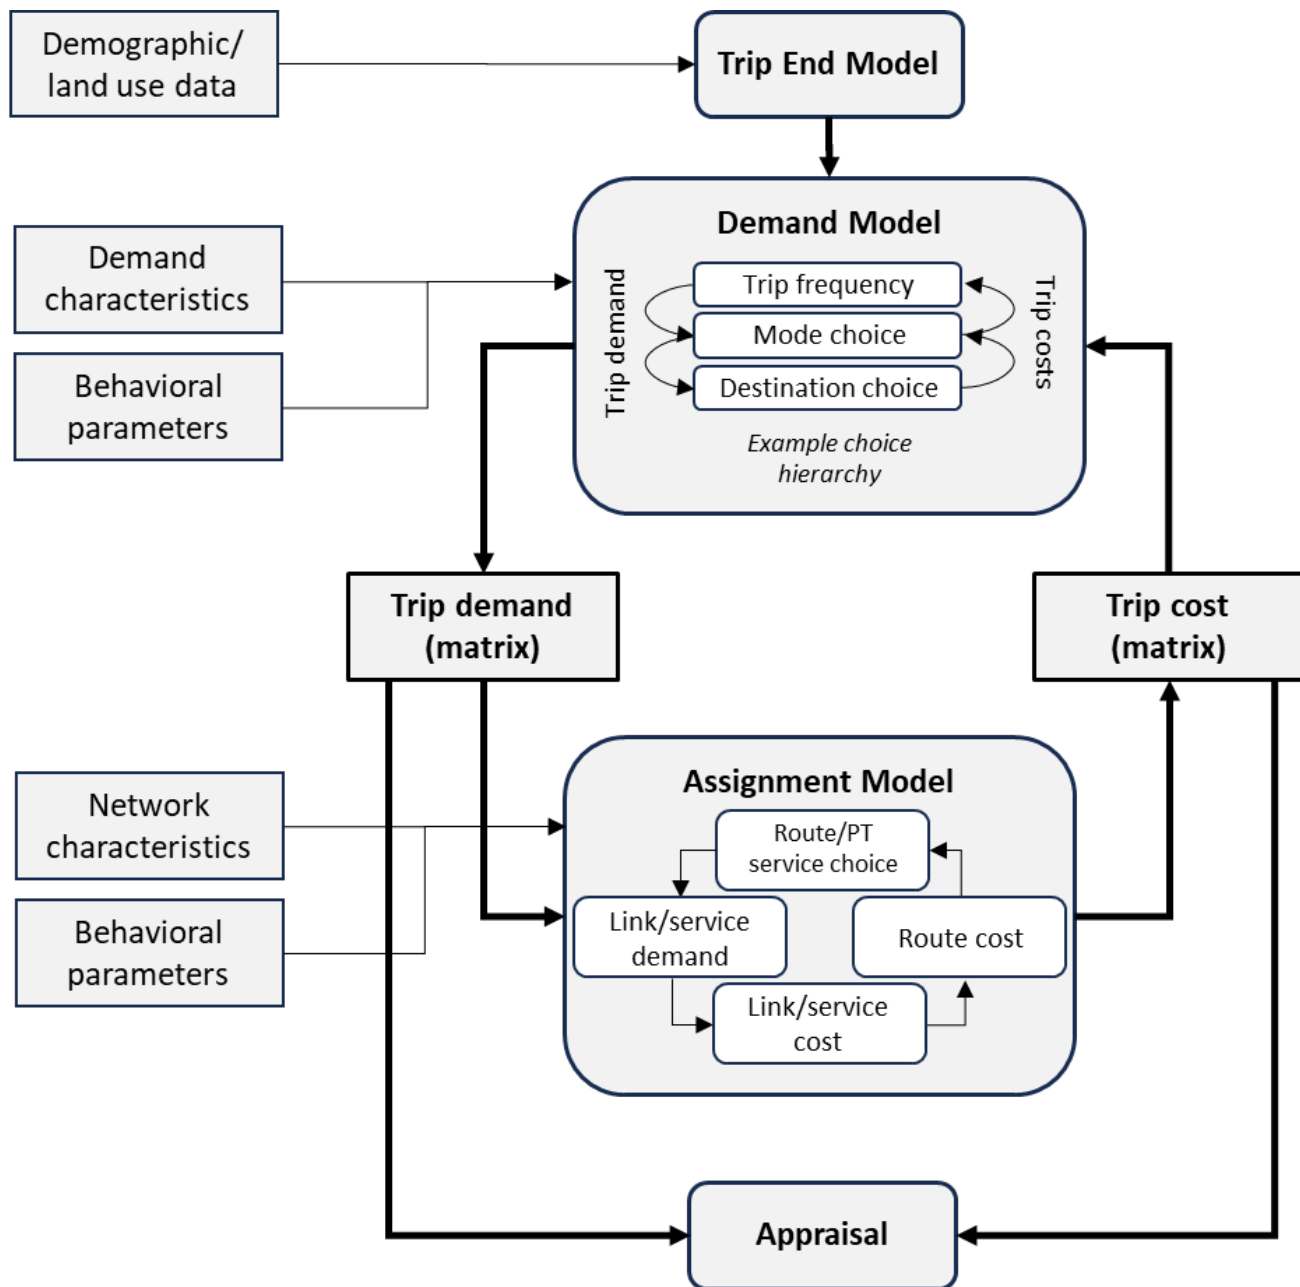 Demographic/
land use data
Trip End Model
Demand Model
Demand
characteristics
Behavioral
parameters
Trip demand
Trip frequency
Mode choice
Destination choice
Trip costs
Example choice
hierarchy
Trip demand
(matrix)
Trip cost
(matrix)
Network
characteristics
Behavioral
parameters
Assignment Model
Route/PT
service choice
Link/service
demand
Route cost
Link/service
cost
Appraisal